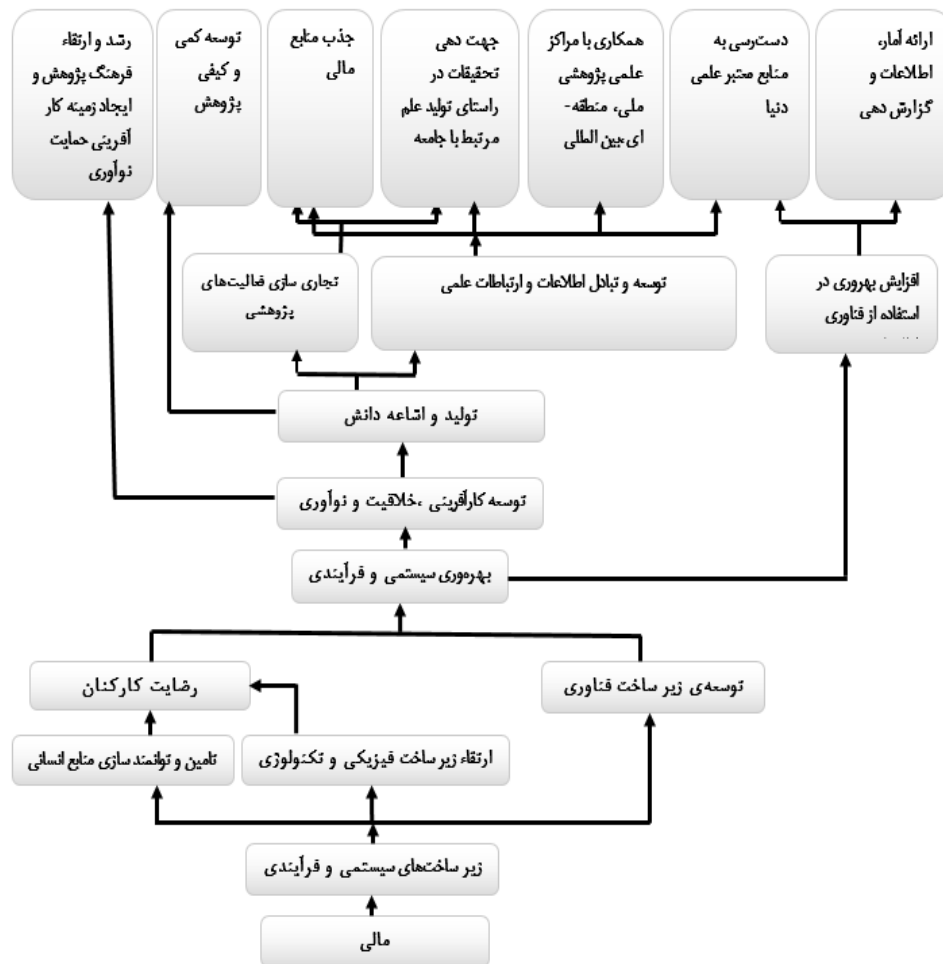 ارائه آمار،
اطلاعات و
گزارش دهی
دسترسی به
منابع معتبر علمی
دنیا
همکاری با مراکز
علمی پژوهشی
ملی، منطقه-
ای،بین المللی
جهت دهی
تحقیقات در
راستای تولید علم
مرتبط با جامعه
جذب منابع
مالی
توسعه کمی
و کیفی
پژوهش
رشد و ارتقاء
فرهنگ پژوهش و
ایجاد زمینه کار
آفرینی حمایت
نوآوری
افزایش بهروری در
استفاده از فناوری
توسعه و تبادل اطلاعات و ارتباطات علمی
تجاری سازی فعالیت‌های
پژوهشی
تولید و اشاعه دانش
توسعه کارآفرینی ،خلاقیت و نوآوری
بهره‌وری سیستمی و فرآیندی
توسعه‌ی زیر ساخت فناوری
رضایت کارکنان
ارتقاء زیر ساخت فیزیکی و تکنولوژی
تامین و توانمند سازی منابع انسانی
زیر ساخت‌های سیستمی و فرآیندی
مالی